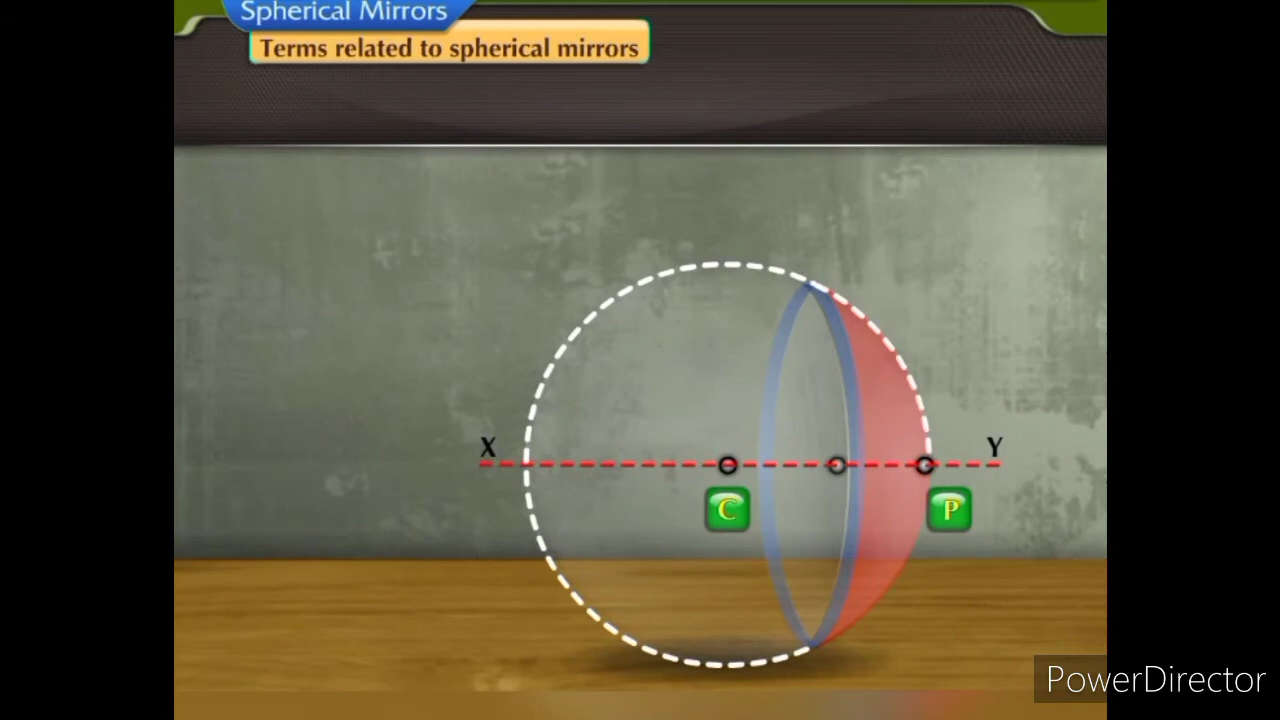 Spherical Mirrors
Terms related to spherical mirrors
X
Y
C
P
PowerDirector